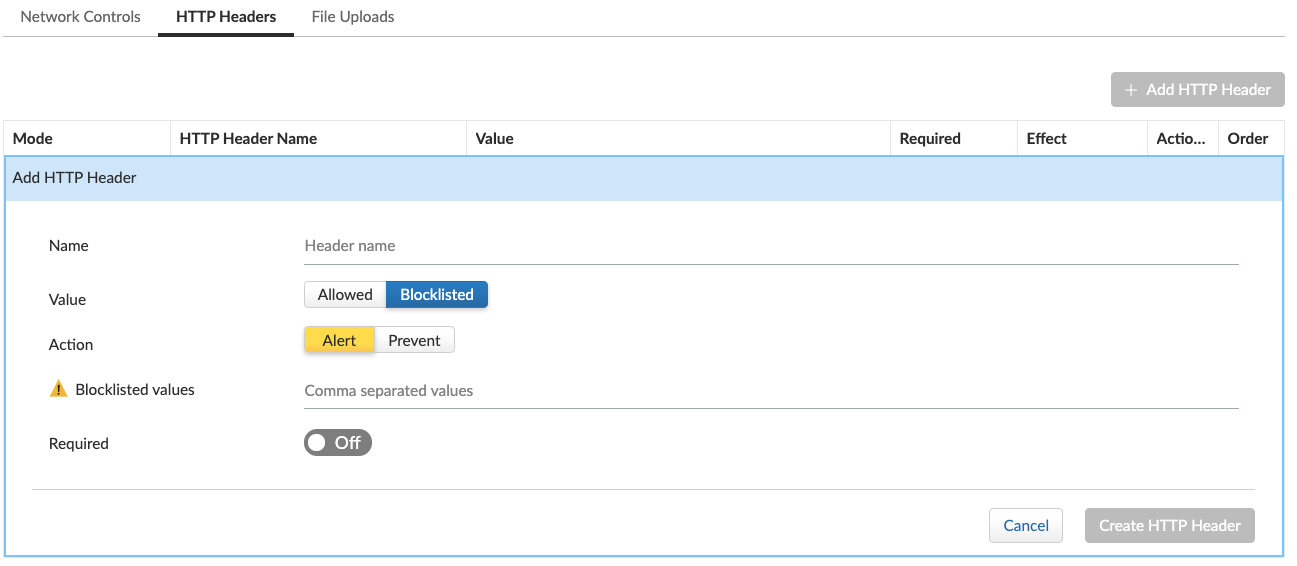 Network Controls HTTP Headers File Uploads
+ Add HTTP Header
Mode HTTP Header Name Value Required Effect Actio... Order
Add HTTP Header
Name Header name
Value Allowed Blocklisted
Action Alert Prevent
Blocklisted values Comma separated values
Required Off
Cancel Create HTTP Header